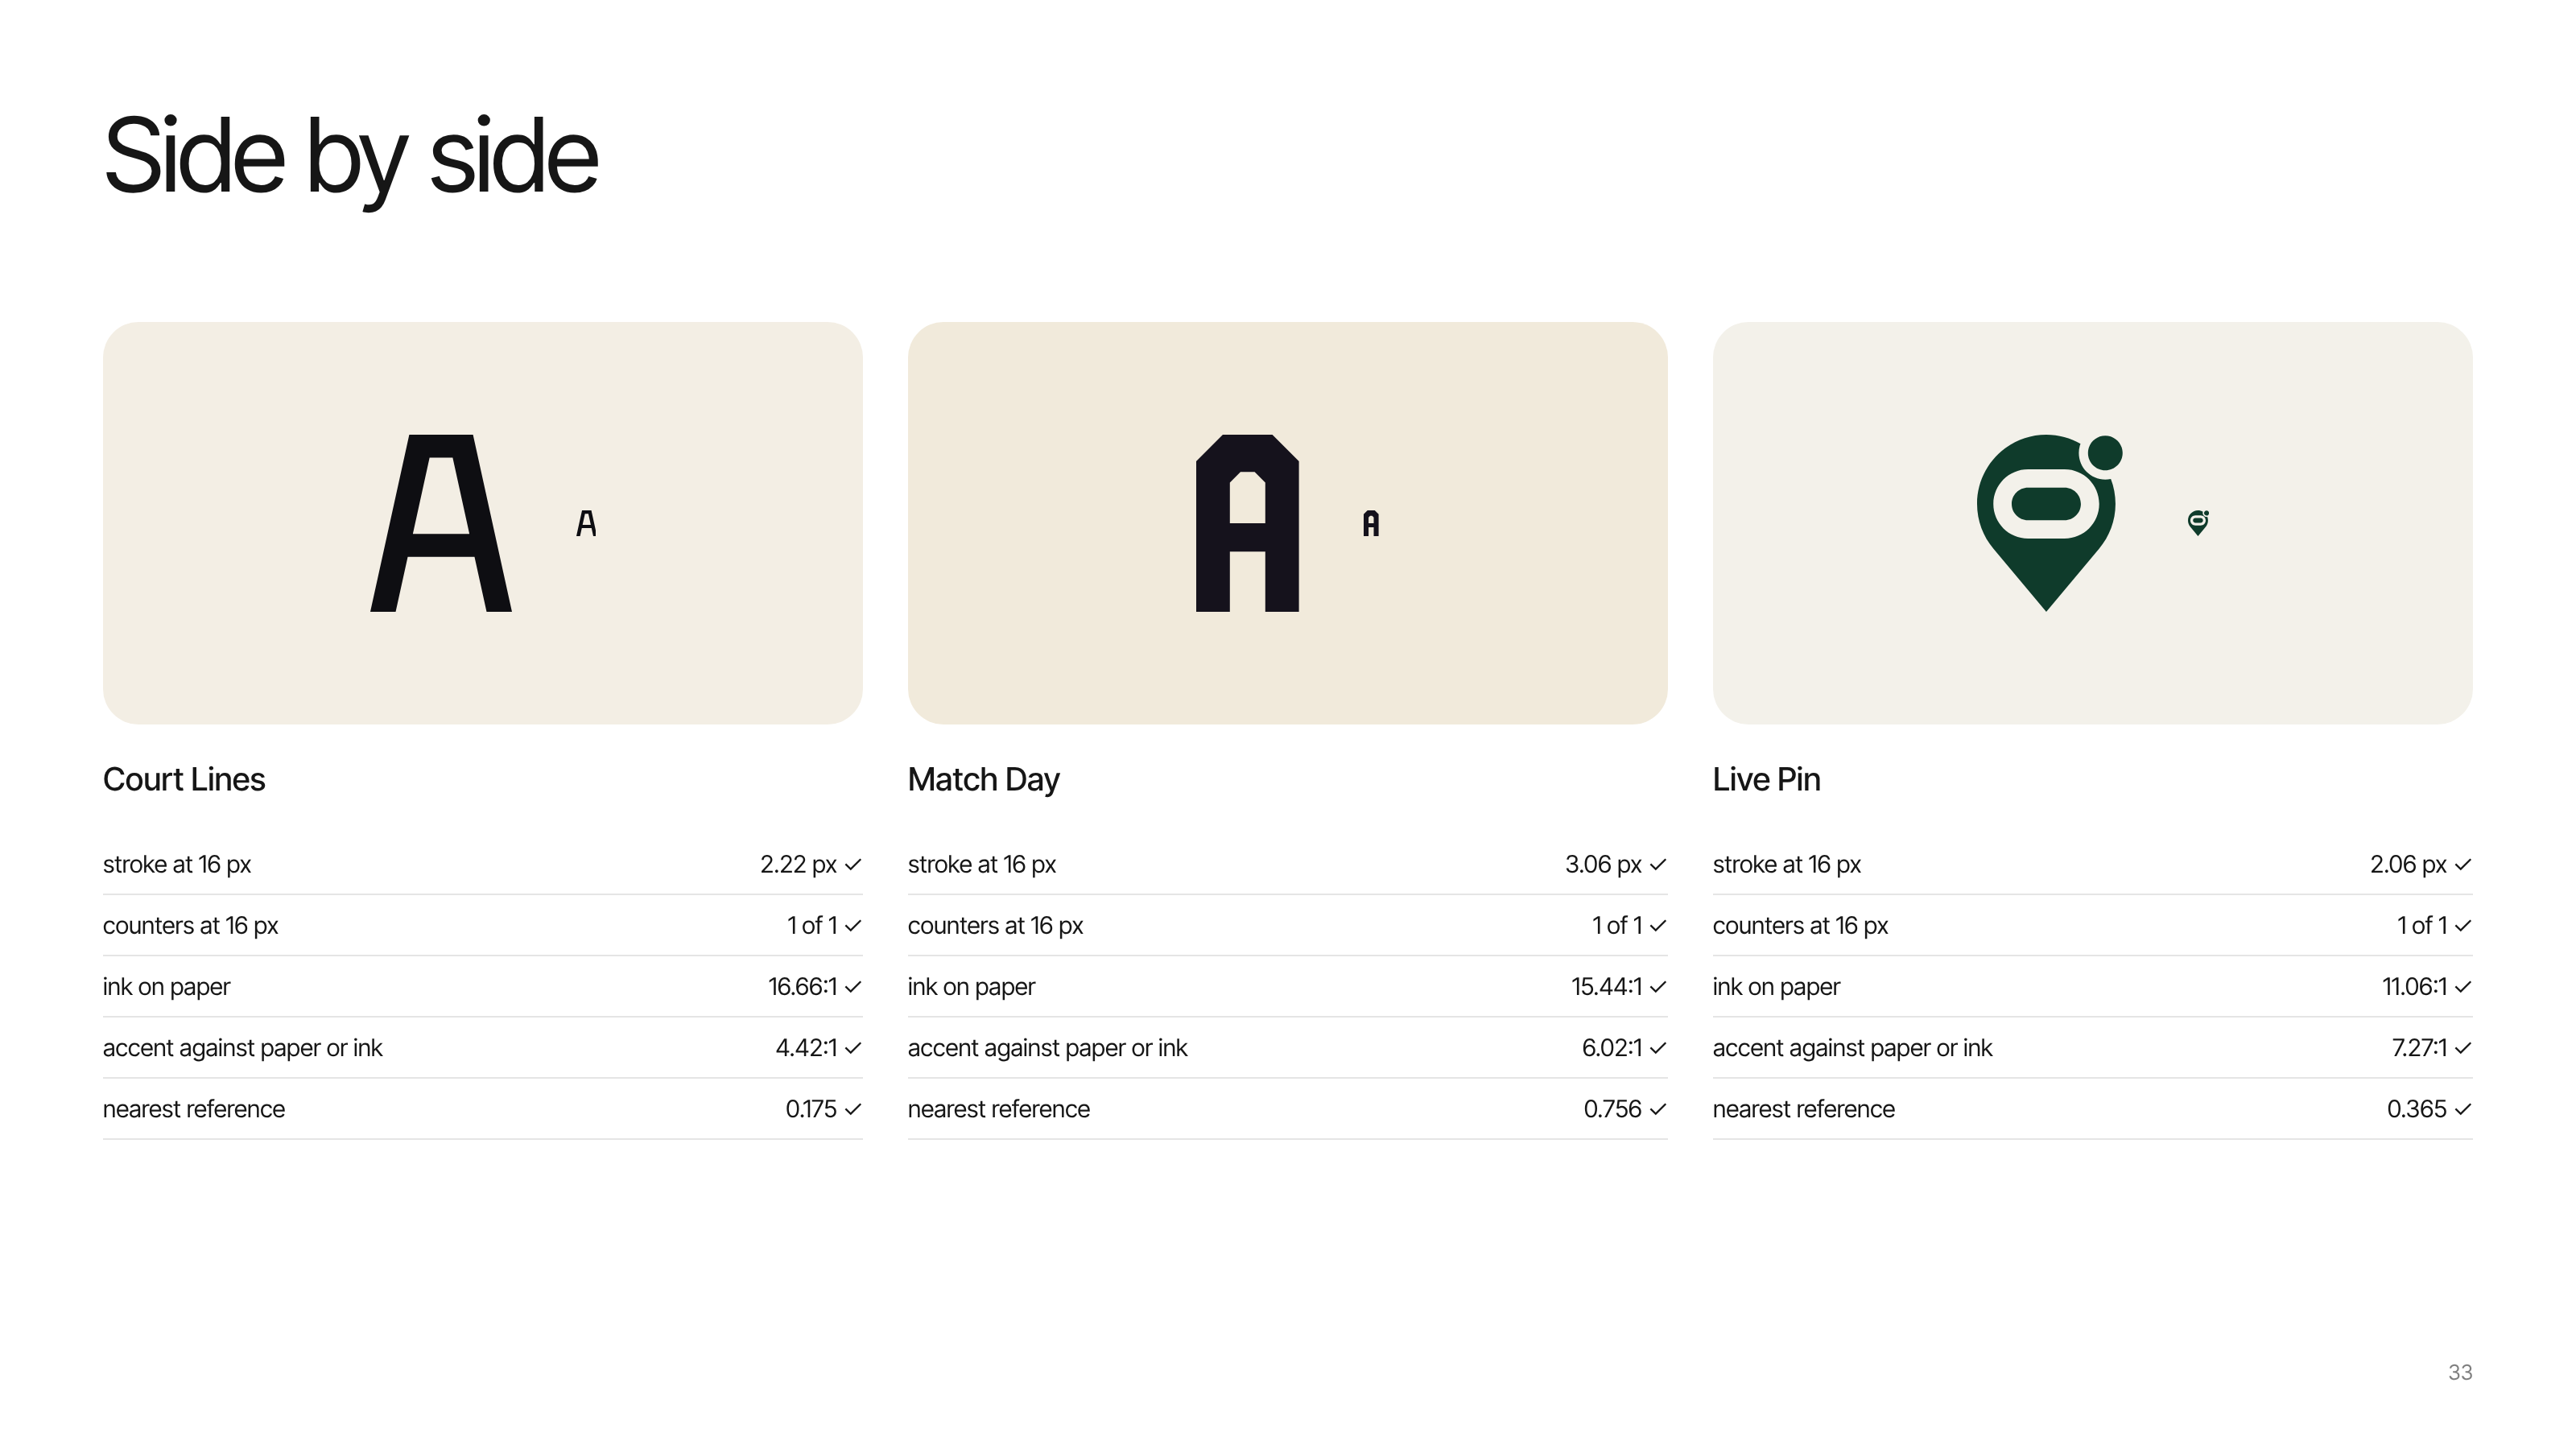 Side by side
A A
A A
Court Lines
stroke at 16 px 2.22 px ✓
counters at 16 px 1 of 1 ✓
ink on paper 16.66:1 ✓
accent against paper or ink 4.42:1 ✓
nearest reference 0.175 ✓
Match Day
stroke at 16 px 3.06 px ✓
counters at 16 px 1 of 1 ✓
ink on paper 15.44:1 ✓
accent against paper or ink 6.02:1 ✓
nearest reference 0.756 ✓
Live Pin
stroke at 16 px 2.06 px ✓
counters at 16 px 1 of 1 ✓
ink on paper 11.06:1 ✓
accent against paper or ink 7.27:1 ✓
nearest reference 0.365 ✓
33